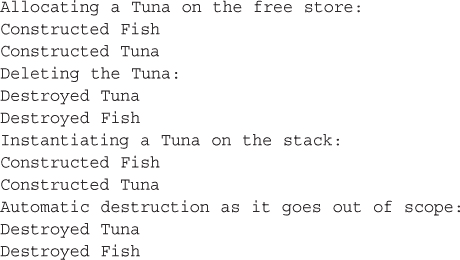 Allocating a Tuna on the free store:
Constructed Fish
Constructed Tuna
Deleting the Tuna:
Destroyed Tuna
Destroyed Fish
Instantiating a Tuna on the stack:
Constructed Fish
Constructed Tuna
Automatic destruction as it goes out of scope:
Destroyed Tuna
Destroyed Fish